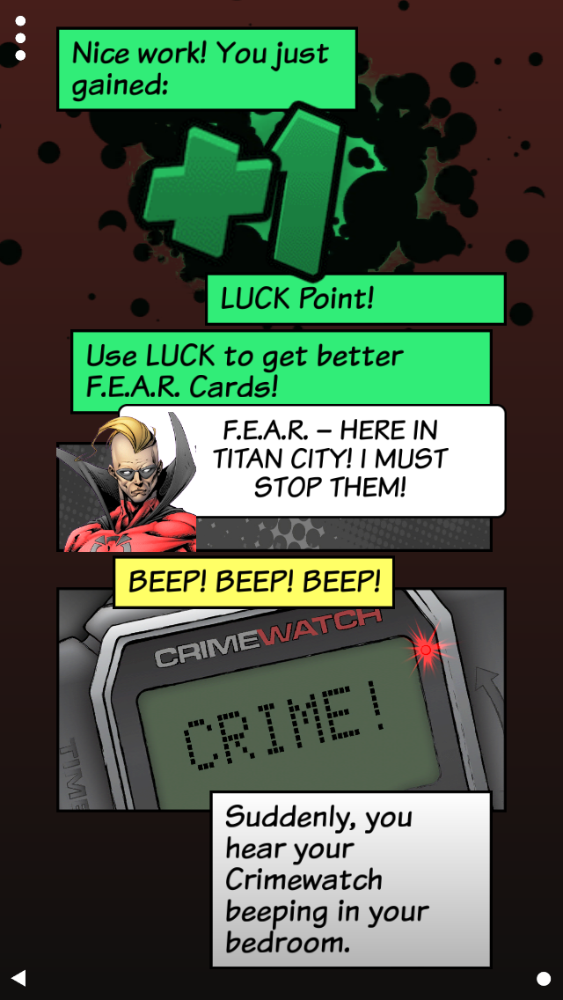 Nice work! You just
gained:
+1
LUCK Point!
Use LUCK to get better
F.E.A.R. Cards!
F.E.A.R. – HERE IN
TITAN CITY! I MUST
STOP THEM!
BEEP! BEEP! BEEP!
CRIMEWATCH
CRIME!
TIME
Suddenly, you
hear your
Crimewatch
beeping in your
bedroom.